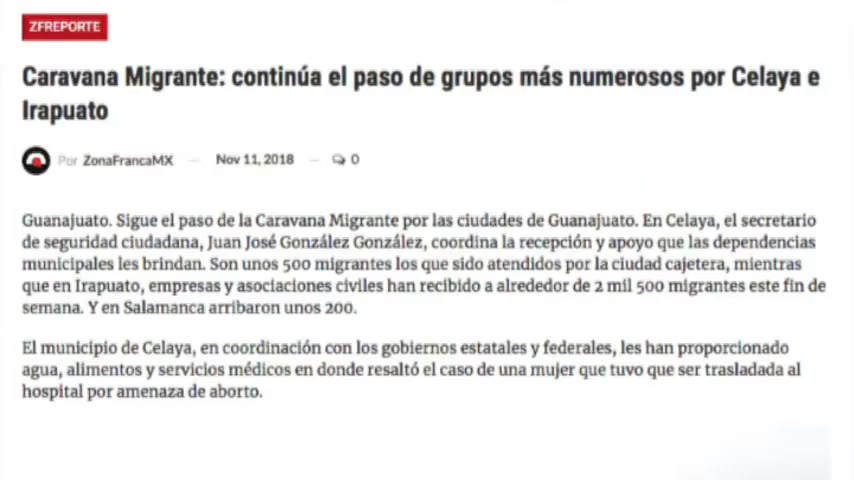 ZFREPORTE
Caravana Migrante: continúa el paso de grupos más numerosos por Celaya e
Irapuato
Por ZonaFrancaMX — Nov 11, 2018 — 0
Guanajuato. Sigue el paso de la Caravana Migrante por las ciudades de Guanajuato. En Celaya, el secretario
de seguridad ciudadana, Juan José González González, coordina la recepción y apoyo que las dependencias
municipales les brindan. Son unos 500 migrantes los que sido atendidos por la ciudad cajetera, mientras
que en Irapuato, empresas y asociaciones civiles han recibido a alrededor de 2 mil 500 migrantes este fin de
semana. Y en Salamanca arribaron unos 200.
El municipio de Celaya, en coordinación con los gobiernos estatales y federales, les han proporcionado
agua, alimentos y servicios médicos en donde resaltó el caso de una mujer que tuvo que ser trasladada al
hospital por amenaza de aborto.